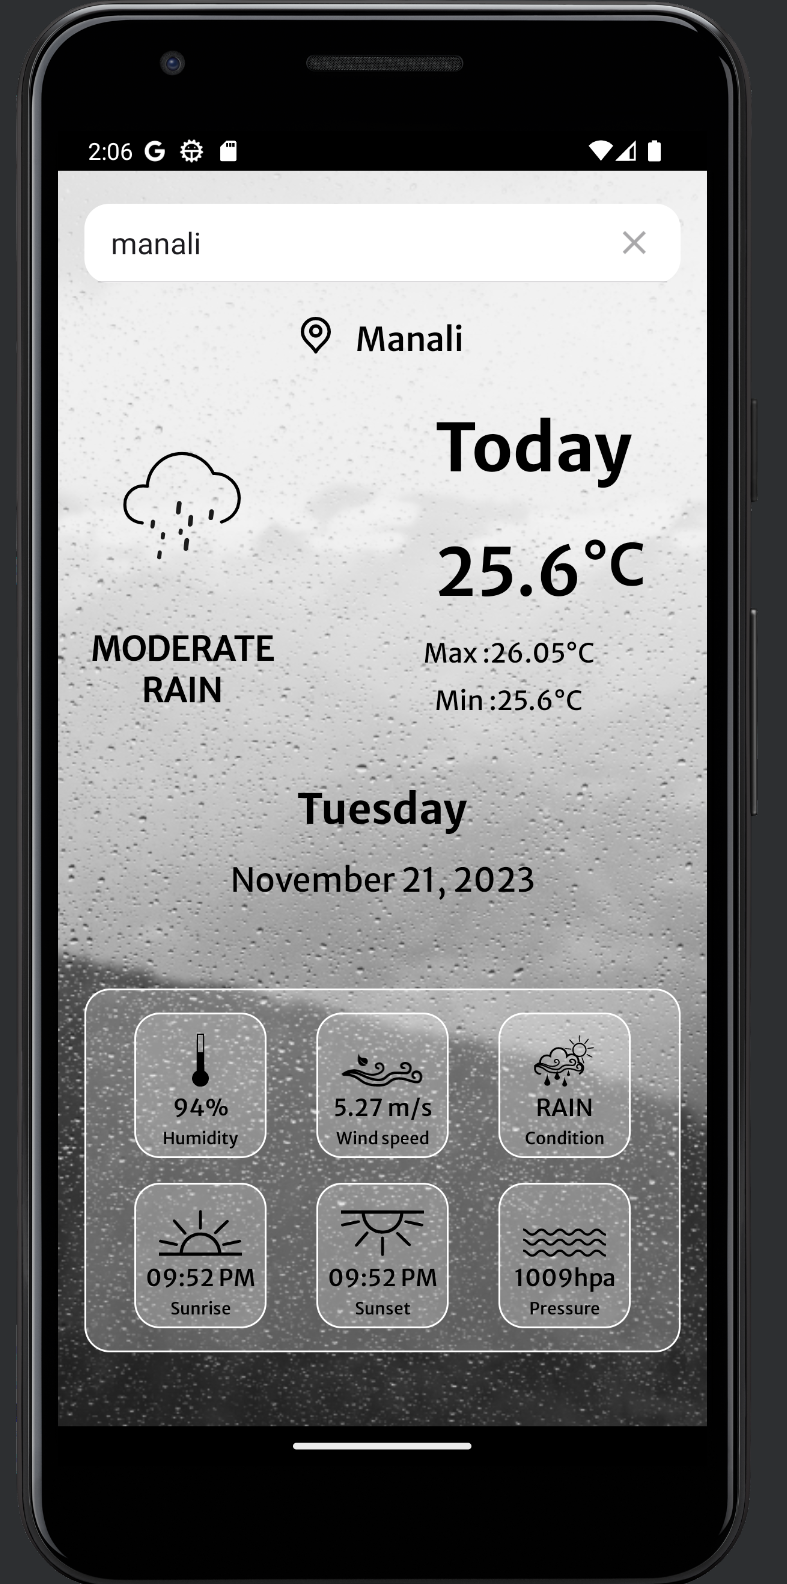 2:06
manali
Manali
Today
25.6°C
MODERATE
RAIN
Max :26.05°C
Min :25.6°C
Tuesday
November 21, 2023
94%
Humidity
5.27 m/s
Wind speed
RAIN
Condition
09:52 PM
Sunrise
09:52 PM
Sunset
1009hpa
Pressure